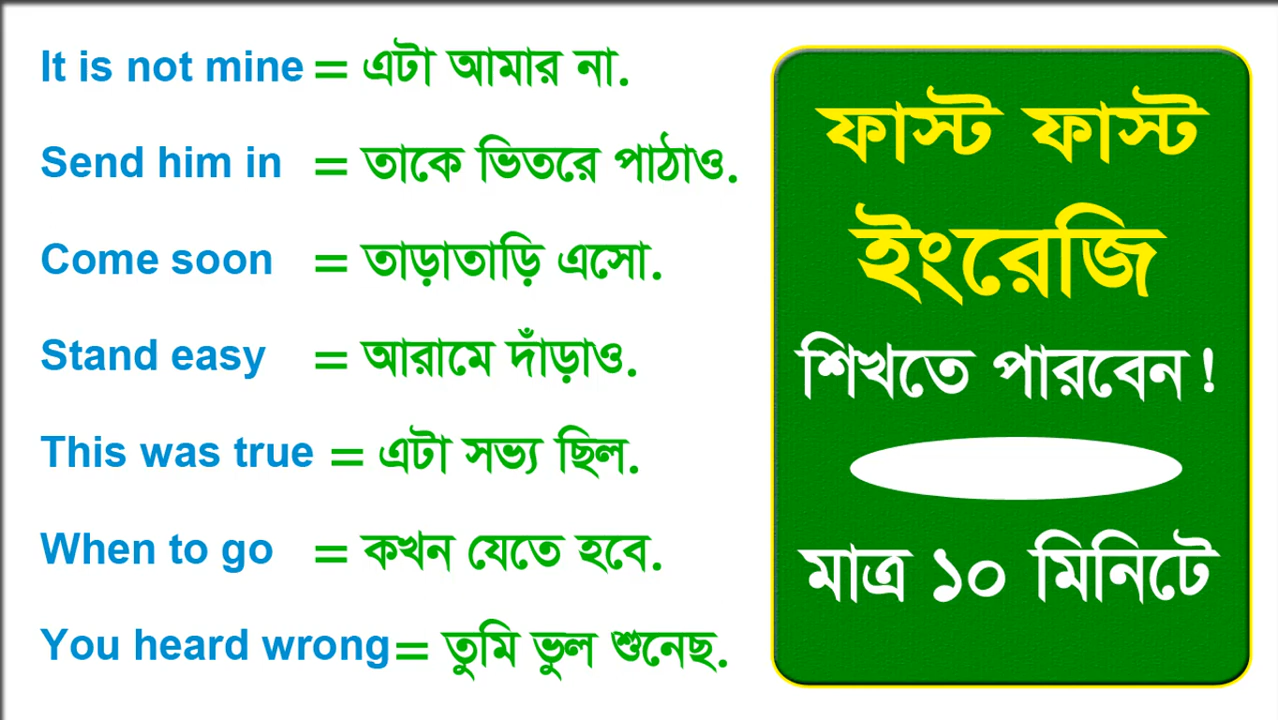 It is not mine = এটা আমার না.
Send him in = তাকে ভিতরে পাঠাও.
Come soon = তাড়াতাড়ি এসো.
Stand easy = আরামে দাঁড়াও.
This was true = এটা সভ্য ছিল.
When to go = কখন যেতে হবে.
You heard wrong = তুমি ভুল শুনেছ.
ফাস্ট ফাস্ট
ইংরেজি
শিখতে পারবেন!
মাত্র ১০ মিনিটে